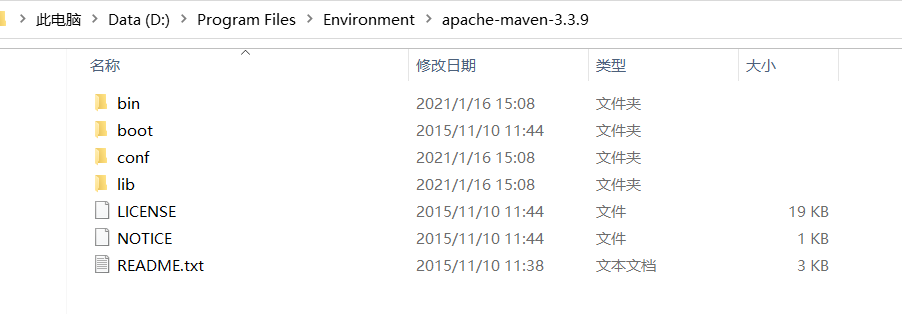 此电脑 > Data (D:) > Program Files > Environment > apache-maven-3.3.9
名称 修改日期 类型 大小
bin 2021/1/16 15:08 文件夹
boot 2015/11/10 11:44 文件夹
conf 2021/1/16 15:08 文件夹
lib 2021/1/16 15:08 文件夹
LICENSE 2015/11/10 11:44 文件 19 KB
NOTICE 2015/11/10 11:44 文件 1 KB
README.txt 2015/11/10 11:38 文本文档 3 KB